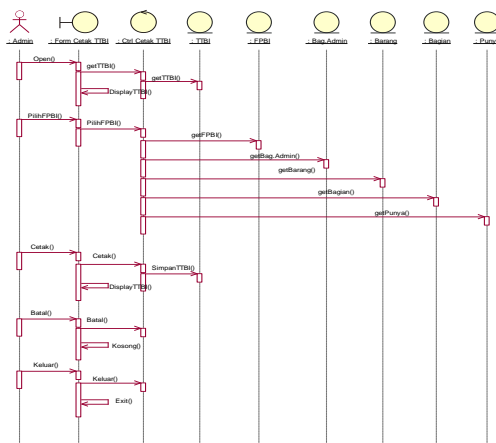 : Admin
: Form Cetak TTBI
: Ctrl Cetak TTBI
: TTBI
: FPBI
: Bag.Admin
: Barang
: Bagian
: Punya
Open()
getTTBI()
getTTBI()
DisplayTTBI()
PilihFPBI()
PilihFPBI()
getFPBI()
getBag.Admin()
getBarang()
getBagian()
getPunya()
Cetak()
Cetak()
SimpanTTBI()
DisplayTTBI()
Batal()
Batal()
Kosong()
Keluar()
Keluar()
Exit()